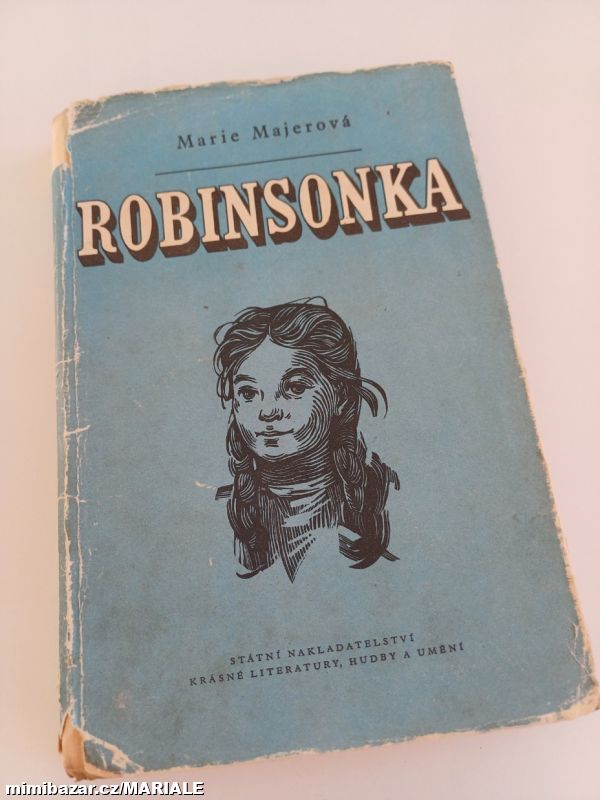 Marie Majerová
ROBINSONKA
STÁTNÍ NAKLADATELSTVÍ
KRÁSNÉ LITERATURY, HUDBY A UMĚNÍ
mimibazar.cz/MARIALE